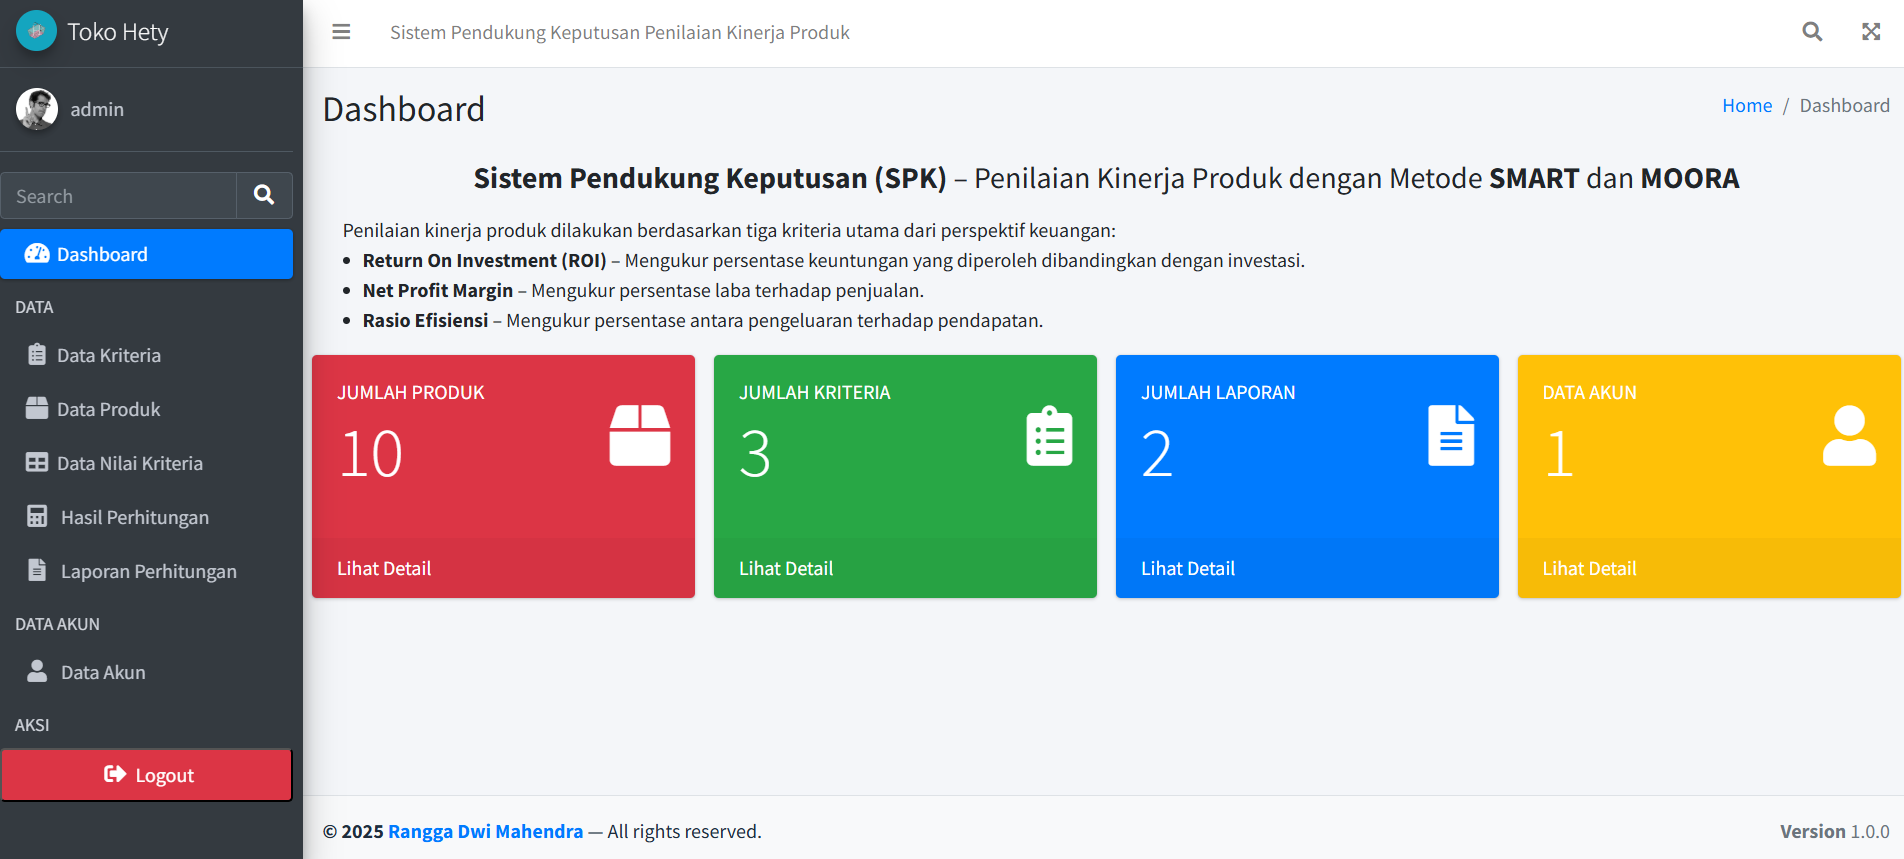 Toko Hety
admin
Search
Dashboard
DATA
Data Kriteria
Data Produk
Data Nilai Kriteria
Hasil Perhitungan
Laporan Perhitungan
DATA AKUN
Data Akun
AKSI
Logout
Sistem Pendukung Keputusan Penilaian Kinerja Produk
Dashboard
Home / Dashboard
Sistem Pendukung Keputusan (SPK) – Penilaian Kinerja Produk dengan Metode SMART dan MOORA
Penilaian kinerja produk dilakukan berdasarkan tiga kriteria utama dari perspektif keuangan:
• Return On Investment (ROI) – Mengukur persentase keuntungan yang diperoleh dibandingkan dengan investasi.
• Net Profit Margin – Mengukur persentase laba terhadap penjualan.
• Rasio Efisiensi – Mengukur persentase antara pengeluaran terhadap pendapatan.
JUMLAH PRODUK
10
Lihat Detail
JUMLAH KRITERIA
3
Lihat Detail
JUMLAH LAPORAN
2
Lihat Detail
DATA AKUN
1
Lihat Detail
© 2025 Rangga Dwi Mahendra — All rights reserved.
Version 1.0.0